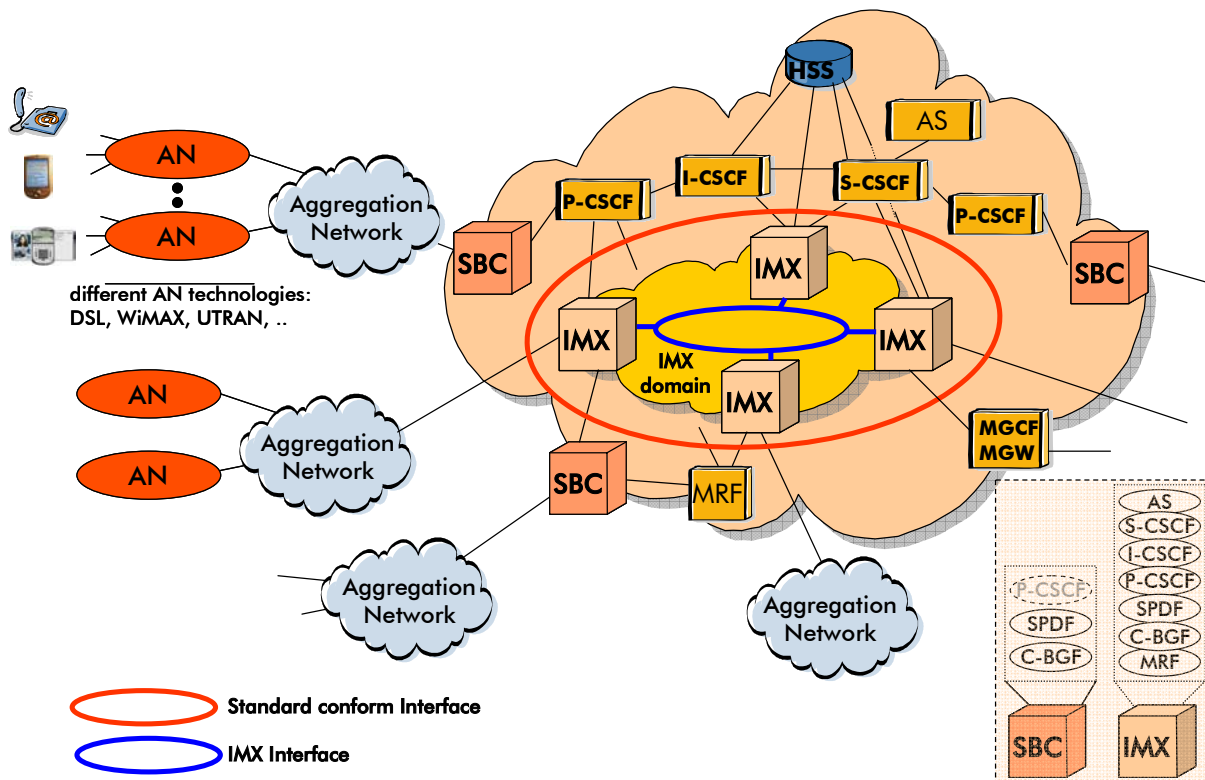 HSS
AS
AN
I-CSCF
S-CSCF
P-CSCF
P-CSCF
Aggregation
Network
AN
SBC
IMX
SBC
different AN technologies:
DSL, WiMAX, UTRAN, ..
IMX
IMX
IMX
domain
IMX
AN
Aggregation
Network
MGCF
MGW
AN
SBC
MRF
AS
S-CSCF
I-CSCF
P-CSCF
SPDF
C-BGF
MRF
P-CSCF
SPDF
C-BGF
Aggregation
Network
Aggregation
Network
Standard conform Interface
IMX Interface
SBC
IMX